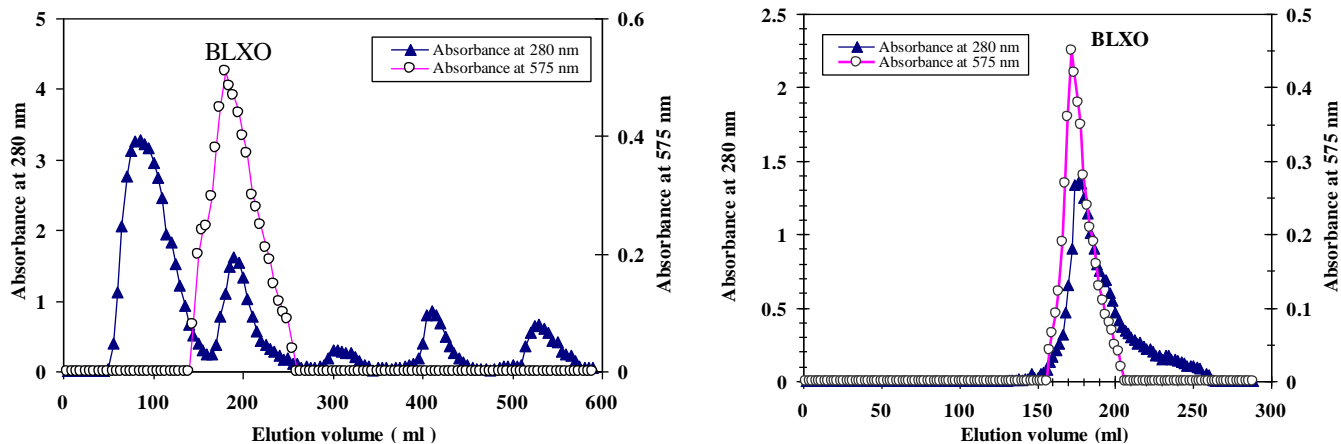 BLXO
Absorbance at 280 nm
Absorbance at 575 nm
5
4
3
2
1
0
Absorbance at 280 nm
0.6
0.4
0.2
0
Absorbance at 575 nm
0 100 200 300 400 500 600
Elution volume ( ml )
BLXO
Absorbance at 280 nm
Absorbance at 575 nm
2.5
2
1.5
1
0.5
0
Absorbance at 280 nm
0.5
0.4
0.3
0.2
0.1
0
Absorbance at 575 nm
0 50 100 150 200 250 300
Elution volume (ml)